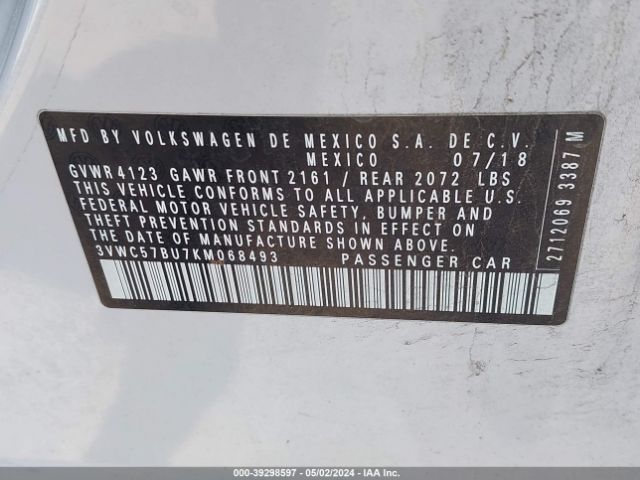 MFD BY VOLKSWAGEN DE MEXICO S.A. DE C.V.
MEXICO 07/18
GVWR 4123 GAWR FRONT 2161 / REAR 2072 LBS
THIS VEHICLE CONFORMS TO ALL APPLICABLE U.S.
FEDERAL MOTOR VEHICLE SAFETY, BUMPER AND
THEFT PREVENTION STANDARDS IN EFFECT ON
THE DATE OF MANUFACTURE SHOWN ABOVE.
3VWC57BU7KM068493 PASSENGER CAR
2712069 3387 M
000-39298597 - 05/02/2024 - IAAI.COM